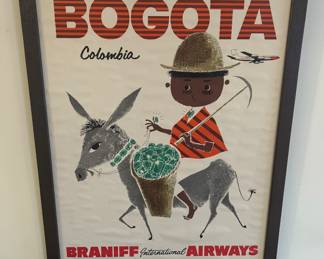 BOGOTA
Colombia
BRANIFF International AIRWAYS